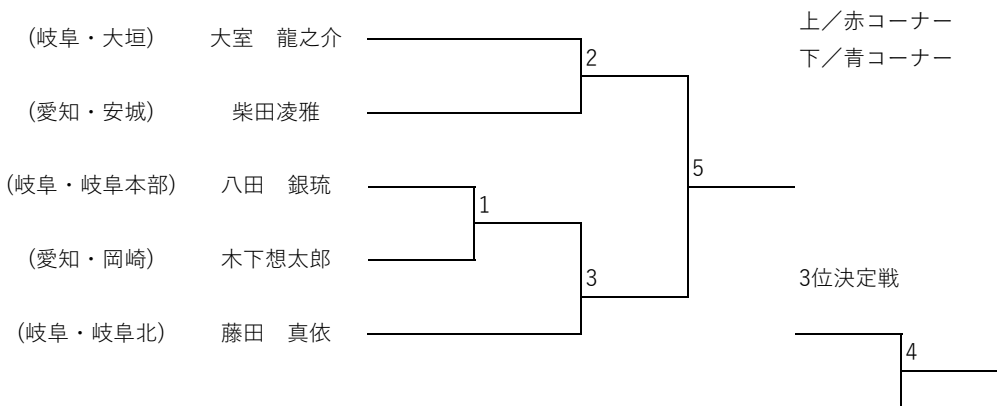 上／赤コーナー
(岐阜・大垣) 大室　龍之介
2
下／青コーナー
(愛知・安城) 柴田凌雅
5
(岐阜・岐阜本部) 八田　銀琉
1
(愛知・岡崎) 木下想太郎
3
3位決定戦
(岐阜・岐阜北) 藤田　真依
4